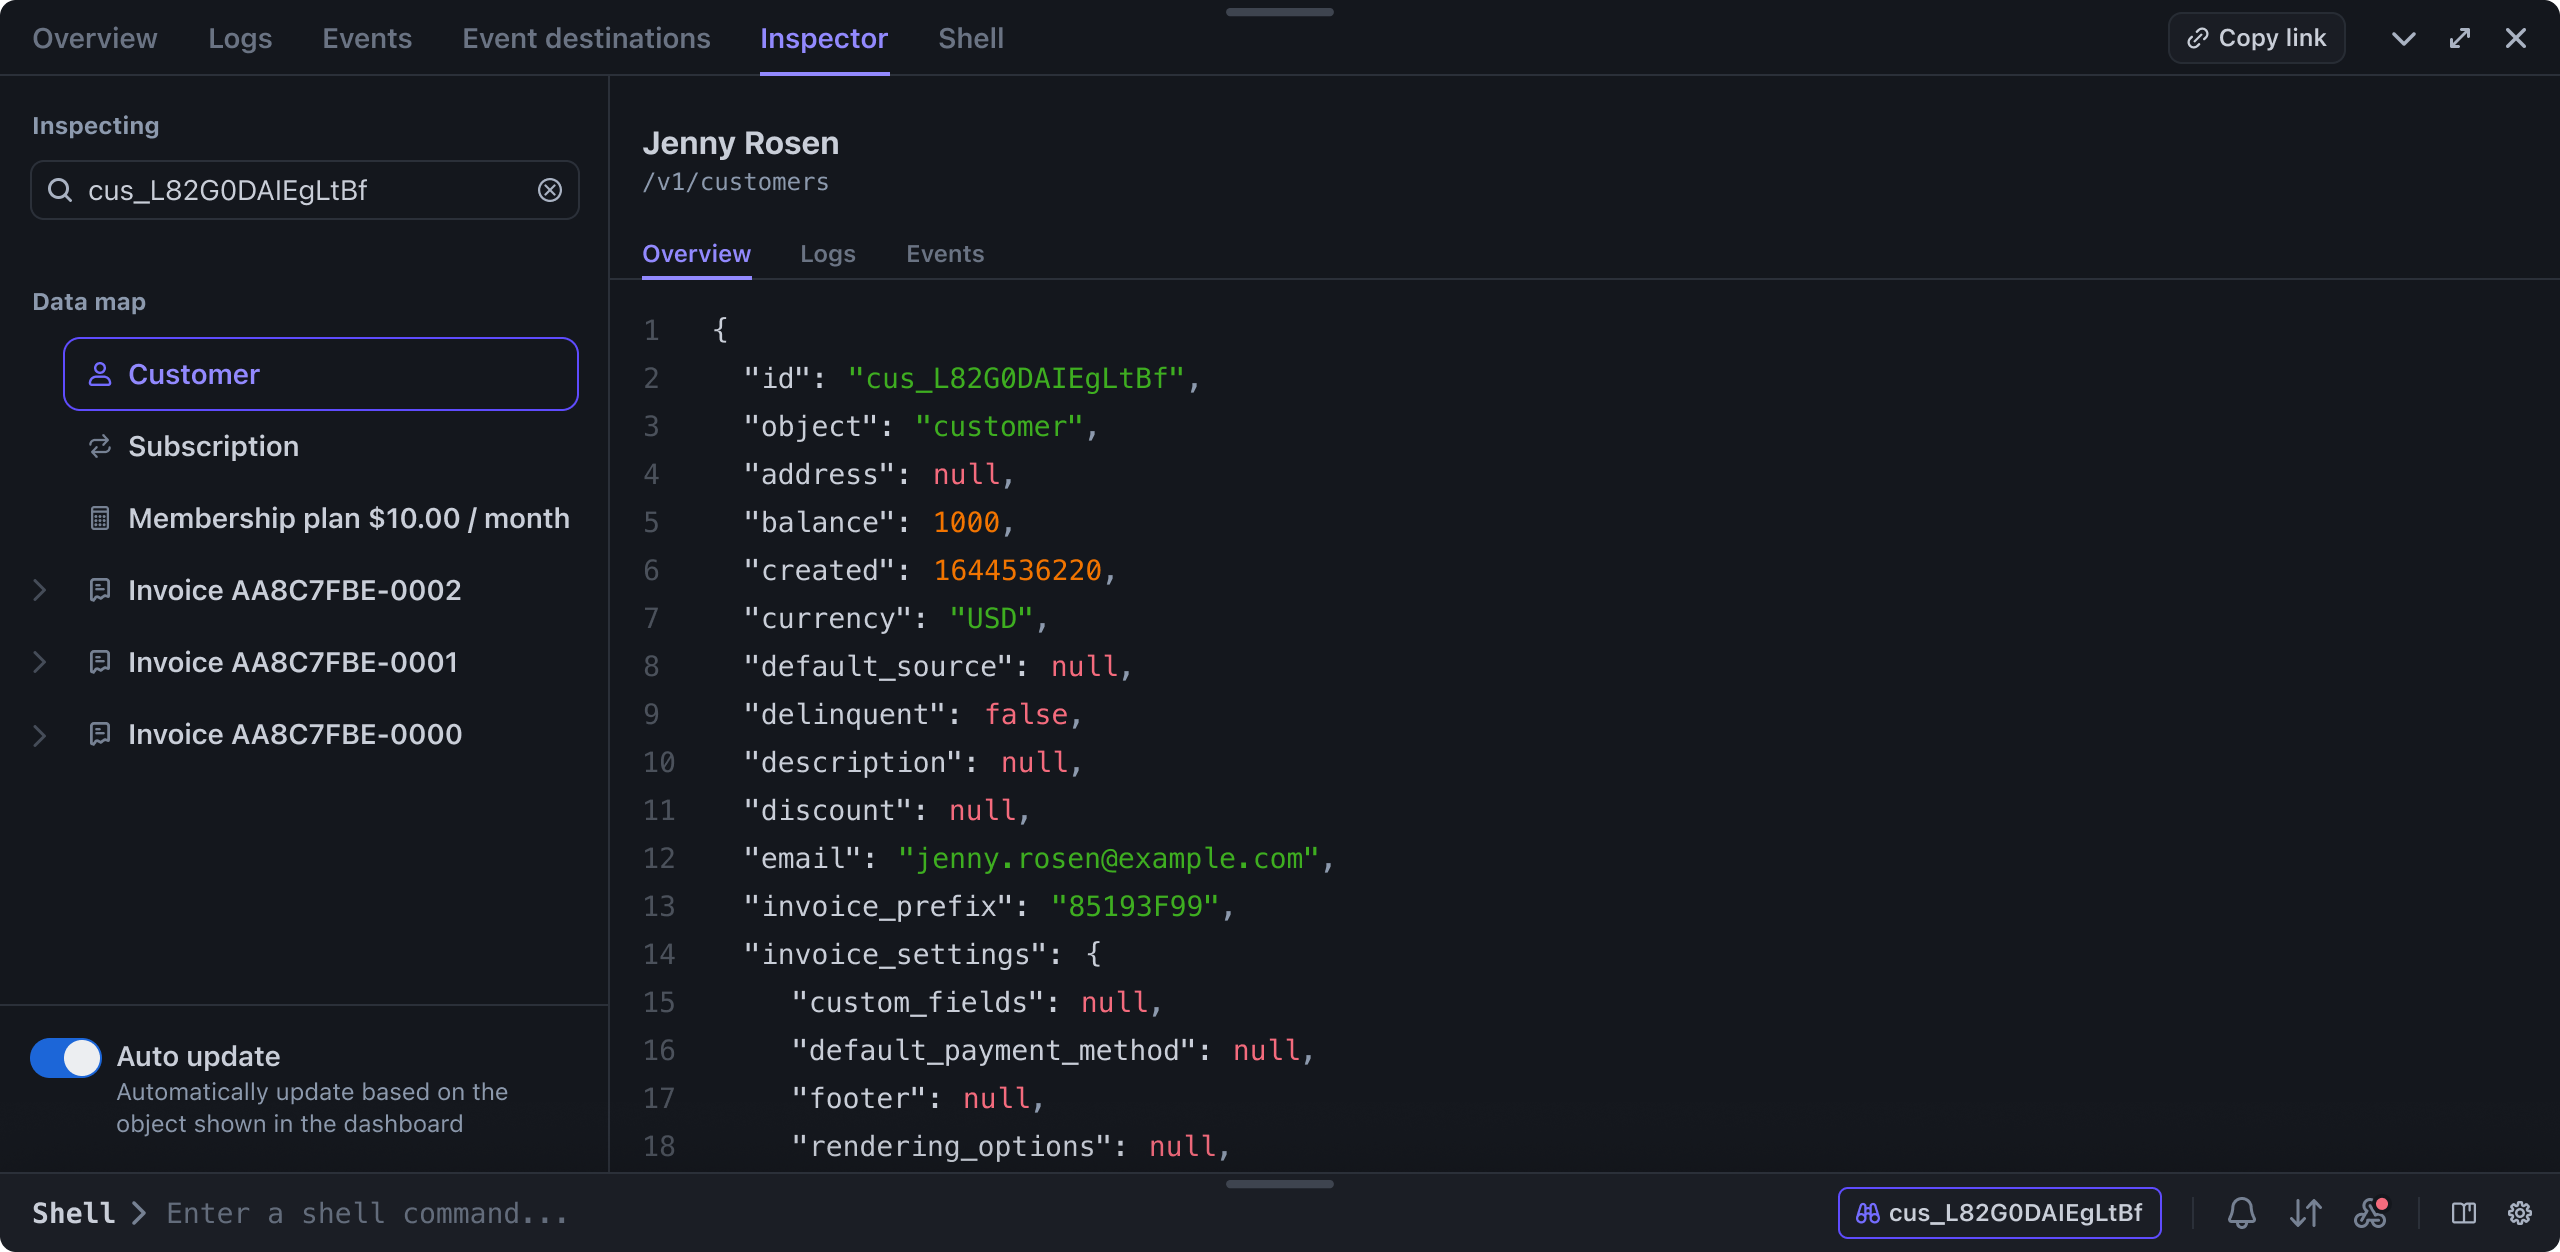 Overview Logs Events Event destinations Inspector Shell Copy link
Inspecting
cus_L82G0DAIEgLtBf
Data map
Customer
Subscription
Membership plan $10.00 / month
Invoice AA8C7FBE-0002
Invoice AA8C7FBE-0001
Invoice AA8C7FBE-0000
Auto update
Automatically update based on the
object shown in the dashboard
Jenny Rosen
/v1/customers
Overview Logs Events
1 {
2 "id": "cus_L82G0DAIEgLtBf",
3 "object": "customer",
4 "address": null,
5 "balance": 1000,
6 "created": 1644536220,
7 "currency": "USD",
8 "default_source": null,
9 "delinquent": false,
10 "description": null,
11 "discount": null,
12 "email": "jenny.rosen@example.com",
13 "invoice_prefix": "85193F99",
14 "invoice_settings": {
15 "custom_fields": null,
16 "default_payment_method": null,
17 "footer": null,
18 "rendering_options": null,
Shell Enter a shell command... cus_L82G0DAIEgLtBf